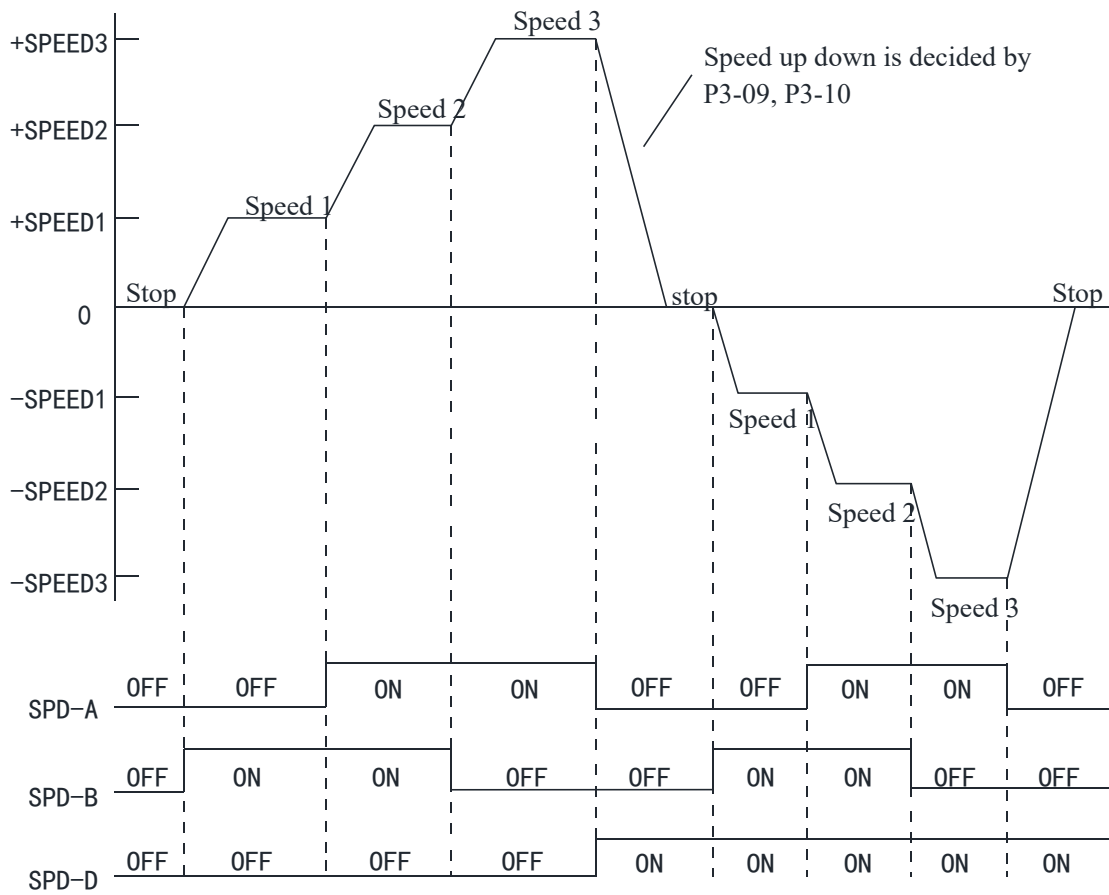 Speed 3
+SPEED3
Speed up down is decided by
P3-09, P3-10
Speed 2
+SPEED2
Speed 1
+SPEED1
Stop
stop
Stop
0
−SPEED1
Speed 1
−SPEED2
Speed 2
−SPEED3
Speed 3
OFF OFF ON ON OFF OFF ON ON OFF
SPD-A
OFF ON ON OFF OFF ON ON OFF OFF
SPD-B
OFF OFF OFF OFF ON ON ON ON ON
SPD-D